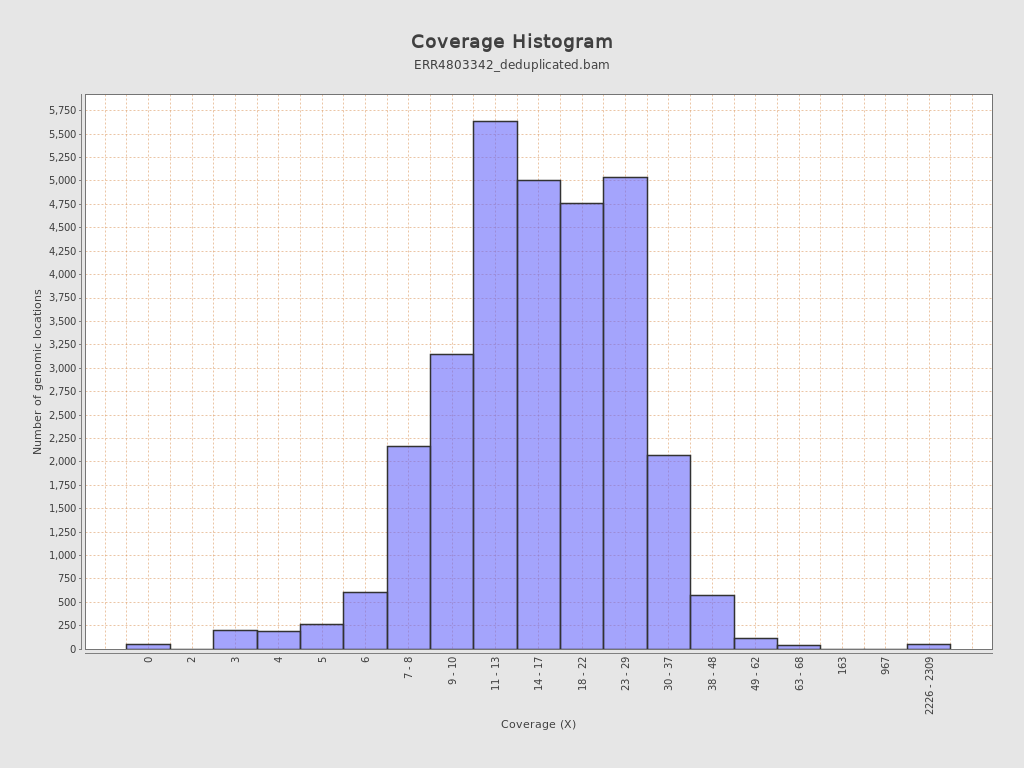 Coverage Histogram
ERR4803342_deduplicated.bam
Number of genomic locations
5,750
5,500
5,250
5,000
4,750
4,500
4,250
4,000
3,750
3,500
3,250
3,000
2,750
2,500
2,250
2,000
1,750
1,500
1,250
1,000
750
500
250
0
0
2
3
4
5
6
7 - 8
9 - 10
11 - 13
14 - 17
18 - 22
23 - 29
30 - 37
38 - 48
49 - 62
63 - 68
163
967
2226 - 2309
Coverage (X)